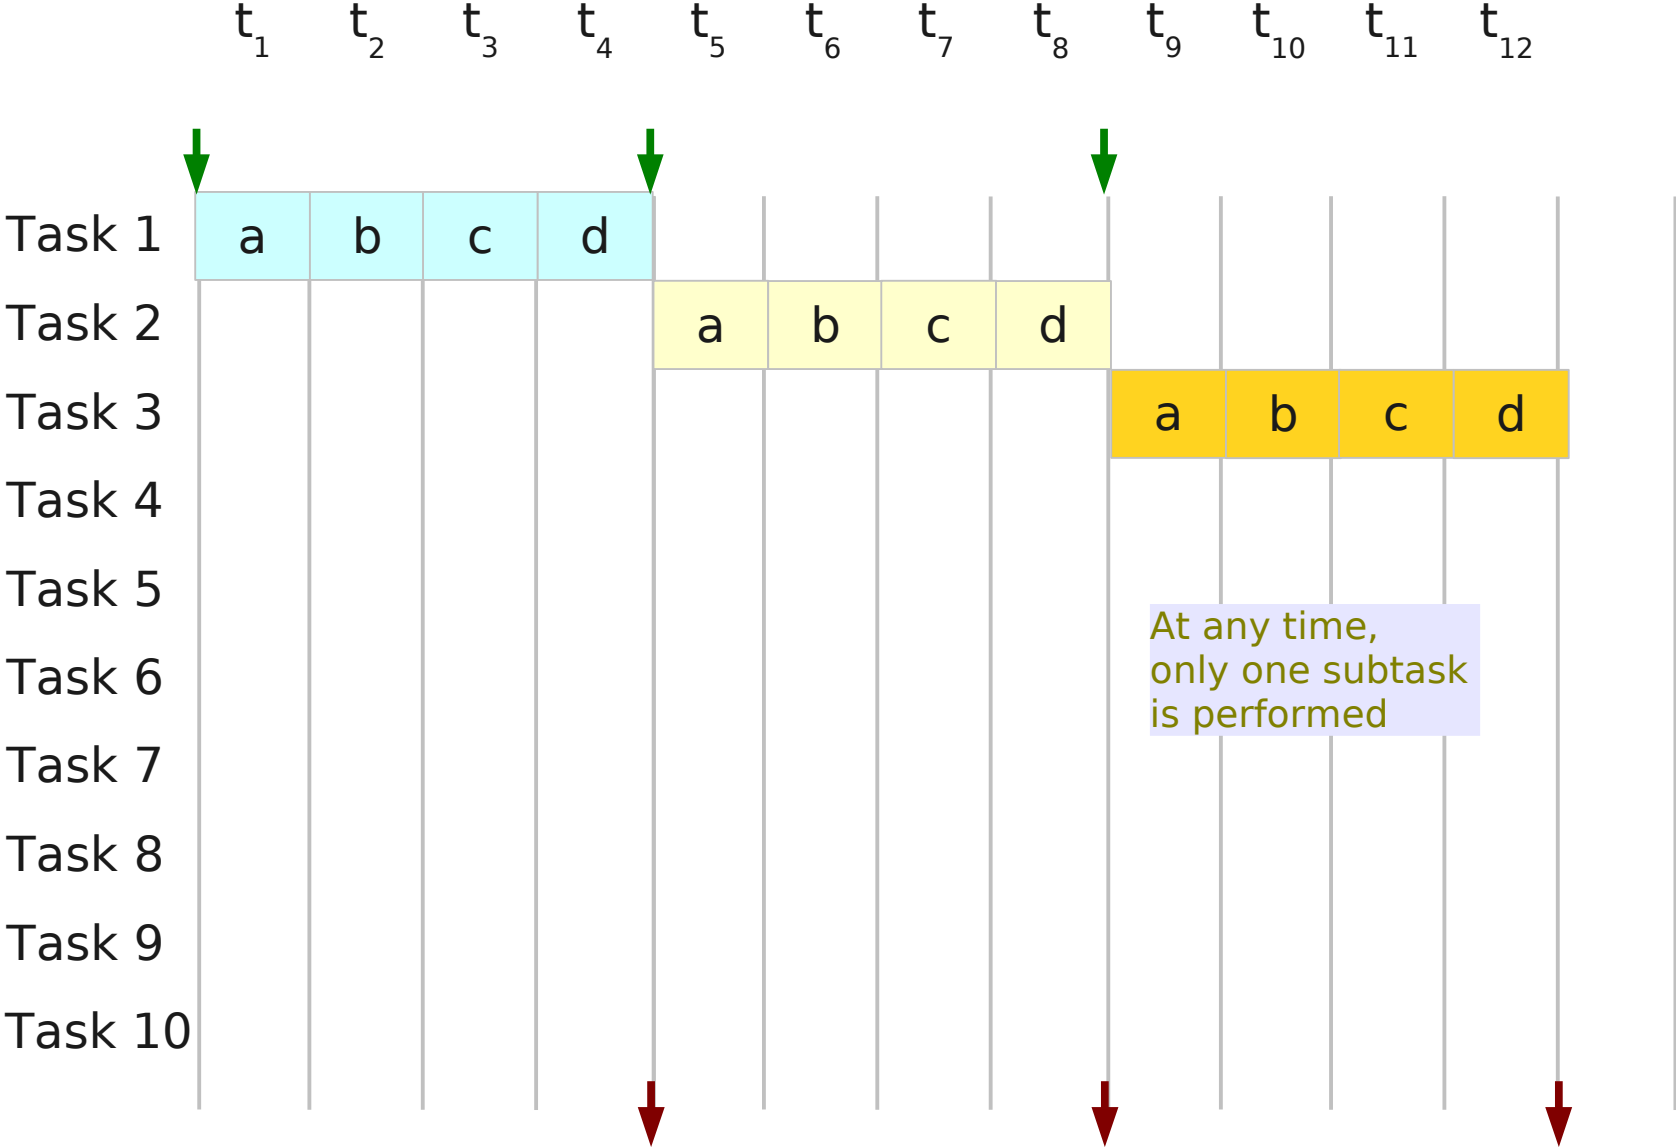 t1 t2 t3 t4 t5 t6 t7 t8 t9 t10 t11 t12
Task 1 a b c d
Task 2 a b c d
Task 3 a b c d
Task 4
Task 5
At any time,
only one subtask
is performed
Task 6
Task 7
Task 8
Task 9
Task 10